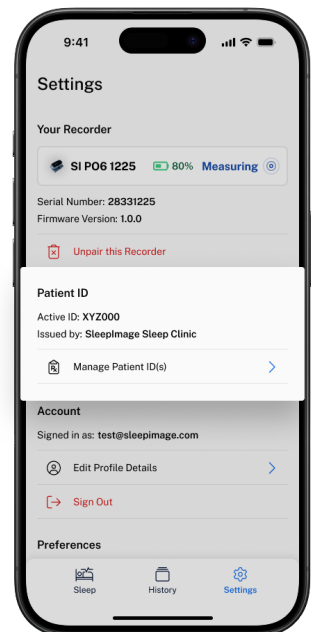 9:41
Settings
Your Recorder
SI PO6 1225 80% Measuring
Serial Number: 28331225
Firmware Version: 1.0.0
Unpair this Recorder
Patient ID
Active ID: XYZ000
Issued by: SleepImage Sleep Clinic
Manage Patient ID(s)
Account
Signed in as: test@sleepimage.com
Edit Profile Details
Sign Out
Preferences
Sleep History Settings